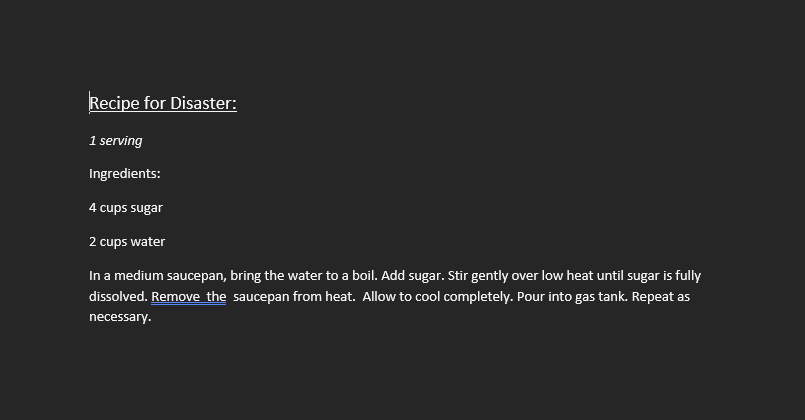 Recipe for Disaster:
1 serving
Ingredients:
4 cups sugar
2 cups water
In a medium saucepan, bring the water to a boil. Add sugar. Stir gently over low heat until sugar is fully
dissolved. Remove  the  saucepan from heat.  Allow to cool completely. Pour into gas tank. Repeat as
necessary.